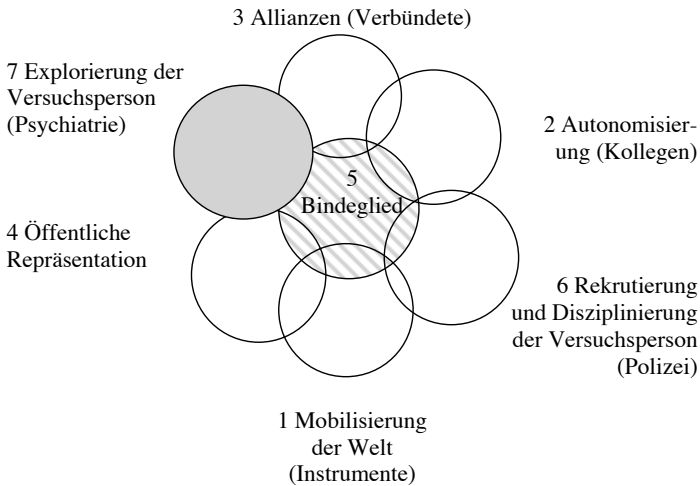 3 Allianzen (Verbündete)
7 Explorierung der
Versuchsperson
(Psychiatrie)
2 Autonomisier-
ung (Kollegen)
5
Bindeglied
4 Öffentliche
Repräsentation
6 Rekrutierung
und Disziplinierung
der Versuchsperson
(Polizei)
1 Mobilisierung
der Welt
(Instrumente)